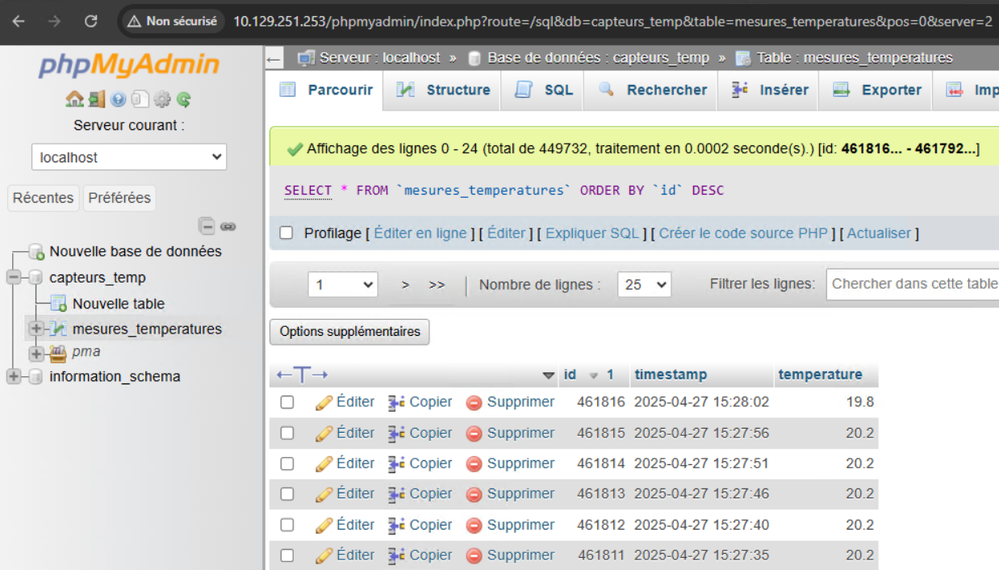 Non sécurisé 10.129.251.253/phpmyadmin/index.php?route=/sql&db=capteurs_temp&table=mesures_temperatures&pos=0&server=2
phpMyAdmin
Serveur courant :
localhost
Récentes Préférées
Nouvelle base de données
capteurs_temp
Nouvelle table
mesures_temperatures
pma
information_schema
Serveur : localhost » Base de données : capteurs_temp » Table : mesures_temperatures
Parcourir Structure SQL Rechercher Insérer Exporter Imp
Affichage des lignes 0 - 24 (total de 449732, traitement en 0.0002 seconde(s).) [id: 461816... - 461792...]
SELECT * FROM `mesures_temperatures` ORDER BY `id` DESC
Profilage [ Éditer en ligne ] [ Éditer ] [ Expliquer SQL ] [ Créer le code source PHP ] [ Actualiser ]
1 > >> Nombre de lignes : 25 Filtrer les lignes: Chercher dans cette table
Options supplémentaires
←T→ id 1 timestamp temperature
Éditer Copier Supprimer 461816 2025-04-27 15:28:02 19.8
Éditer Copier Supprimer 461815 2025-04-27 15:27:56 20.2
Éditer Copier Supprimer 461814 2025-04-27 15:27:51 20.2
Éditer Copier Supprimer 461813 2025-04-27 15:27:46 20.2
Éditer Copier Supprimer 461812 2025-04-27 15:27:40 20.2
Éditer Copier Supprimer 461811 2025-04-27 15:27:35 20.2